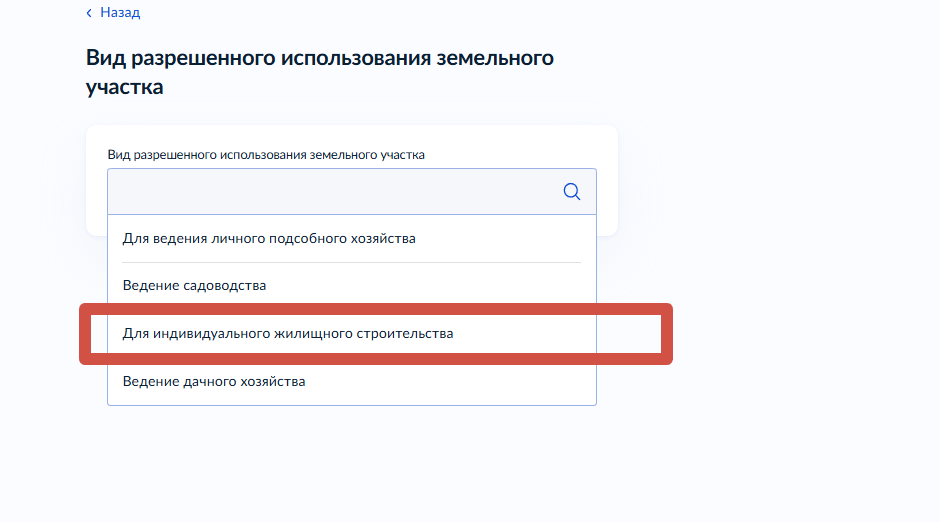 Назад
Вид разрешенного использования земельного
участка
Вид разрешенного использования земельного участка
Для ведения личного подсобного хозяйства
Ведение садоводства
Для индивидуального жилищного строительства
Ведение дачного хозяйства